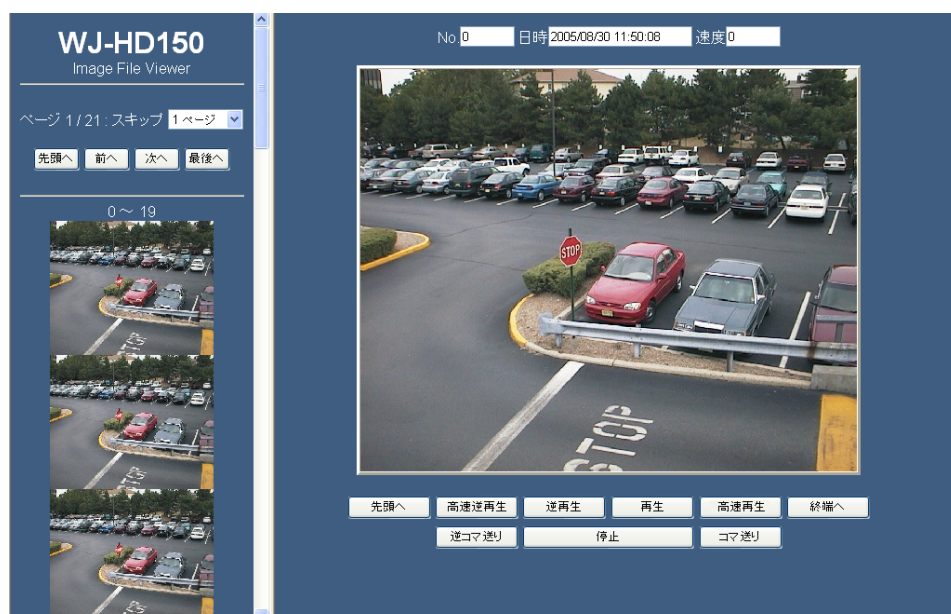 WJ-HD150
Image File Viewer
ページ 1 / 21 : スキップ 1 ページ
先頭へ 前へ 次へ 最後へ
0 ～ 19
No. 0 日時 2005/08/30 11:50:08 速度 0
STOP
STOP
先頭へ 高速逆再生 逆再生 再生 高速再生 終端へ
逆コマ送り 停止 コマ送り